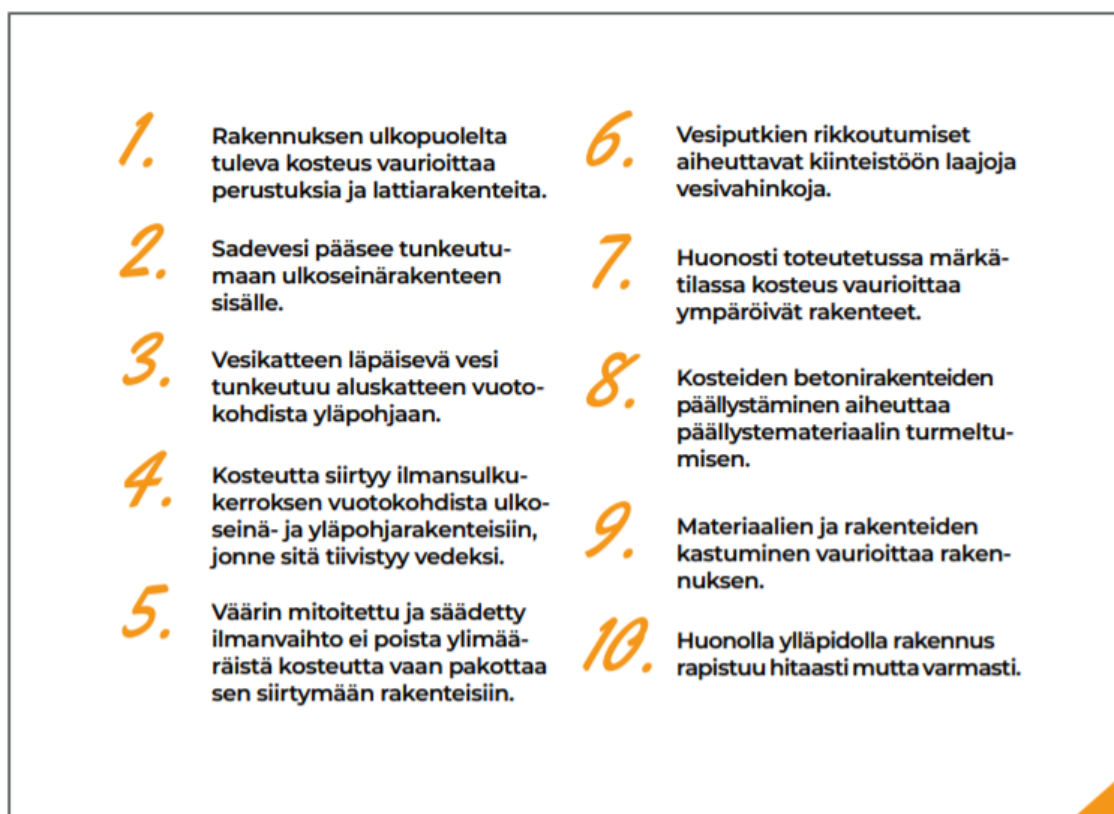 1.
Rakennuksen ulkopuolelta
tuleva kosteus vaurioittaa
perustuksia ja lattiarakenteita.
2.
Sadevesi pääsee tunkeutu-
maan ulkoseinärakenteen
sisälle.
3.
Vesikatteen läpäisevä vesi
tunkeutuu aluskatteen vuoto-
kohdista yläpohjaan.
4.
Kosteutta siirtyy ilmansulku-
kerroksen vuotokohdista ulko-
seinä- ja yläpohjarakenteisiin,
jonne sitä tiivistyy vedeksi.
5.
Väärin mitoitettu ja säädetty
ilmanvaihto ei poista ylimää-
räistä kosteutta vaan pakottaa
sen siirtymään rakenteisiin.
6.
Vesiputkien rikkoutumiset
aiheuttavat kiinteistöön laajoja
vesivahinkoja.
7.
Huonosti toteutetussa märkä-
tilassa kosteus vaurioittaa
ympäröivät rakenteet.
8.
Kosteiden betonirakenteiden
päällystäminen aiheuttaa
päällystemateriaalin turmeltu-
misen.
9.
Materiaalien ja rakenteiden
kastuminen vaurioittaa raken-
nuksen.
10.
Huonolla ylläpidolla rakennus
rapistuu hitaasti mutta varmasti.